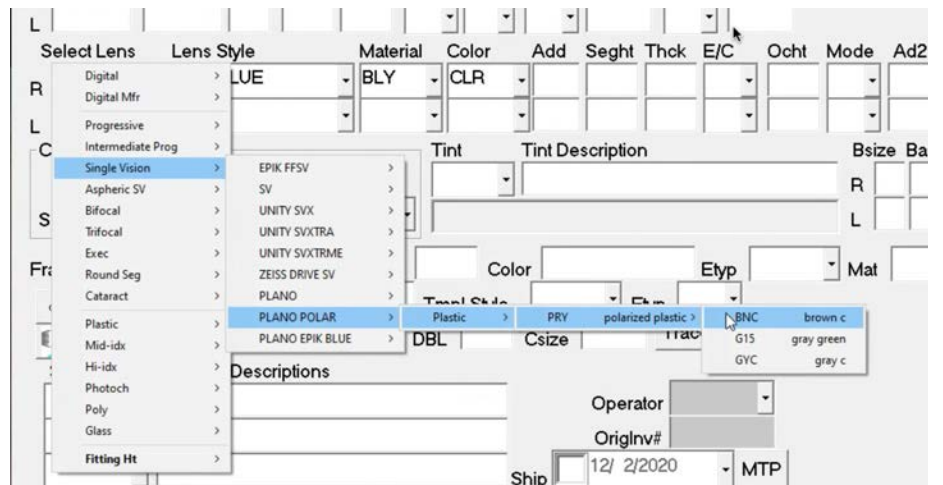 L
Select Lens Lens Style Material Color Add Seght Thck E/C Ocht Mode Ad2
R LUE BLY CLR
L
Digital
Digital Mfr
Progressive
Intermediate Prog
Single Vision
Aspheric SV
Bifocal
Trifocal
Exec
Round Seg
Cataract
Plastic
Mid-idx
Hi-idx
Photoch
Poly
Glass
Fitting Ht
EPIK FFSV
SV
UNITY SVX
UNITY SVXTRA
UNITY SVXTRME
ZEISS DRIVE SV
PLANO
PLANO POLAR
PLANO EPIK BLUE
Plastic
PRY polarized plastic
BNC brown c
G15 gray green
GYC gray c
C Tint Tint Description Bsize Ba
R
S L
Fra Color Etyp Mat
Tmpl Style Etyp
DBL Csize Trac
Descriptions
Operator
OrigInv#
Ship 12/ 2/2020 MTP